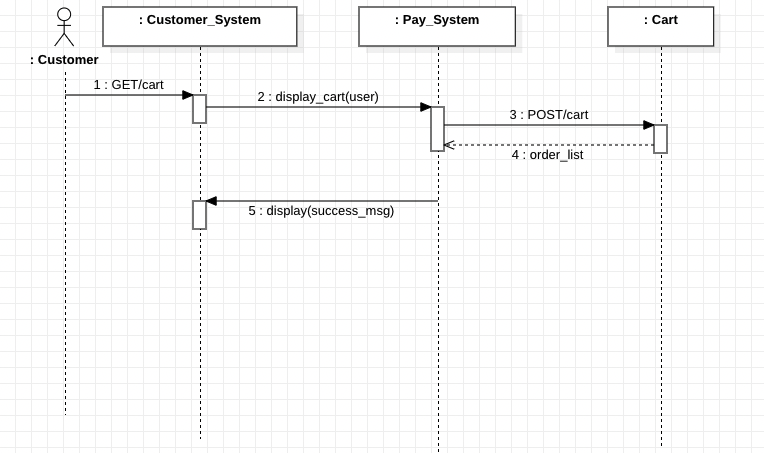 : Customer_System
: Pay_System
: Cart
: Customer
1 : GET/cart
2 : display_cart(user)
3 : POST/cart
4 : order_list
5 : display(success_msg)